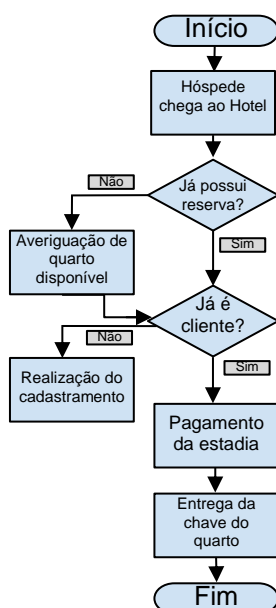 Início
Hóspede
chega ao Hotel
Já possui
reserva?
Não
Sim
Averiguação de
quarto
disponível
Já é
cliente?
Não
Sim
Realização do
cadastramento
Pagamento
da estadia
Entrega da
chave do
quarto
Fim